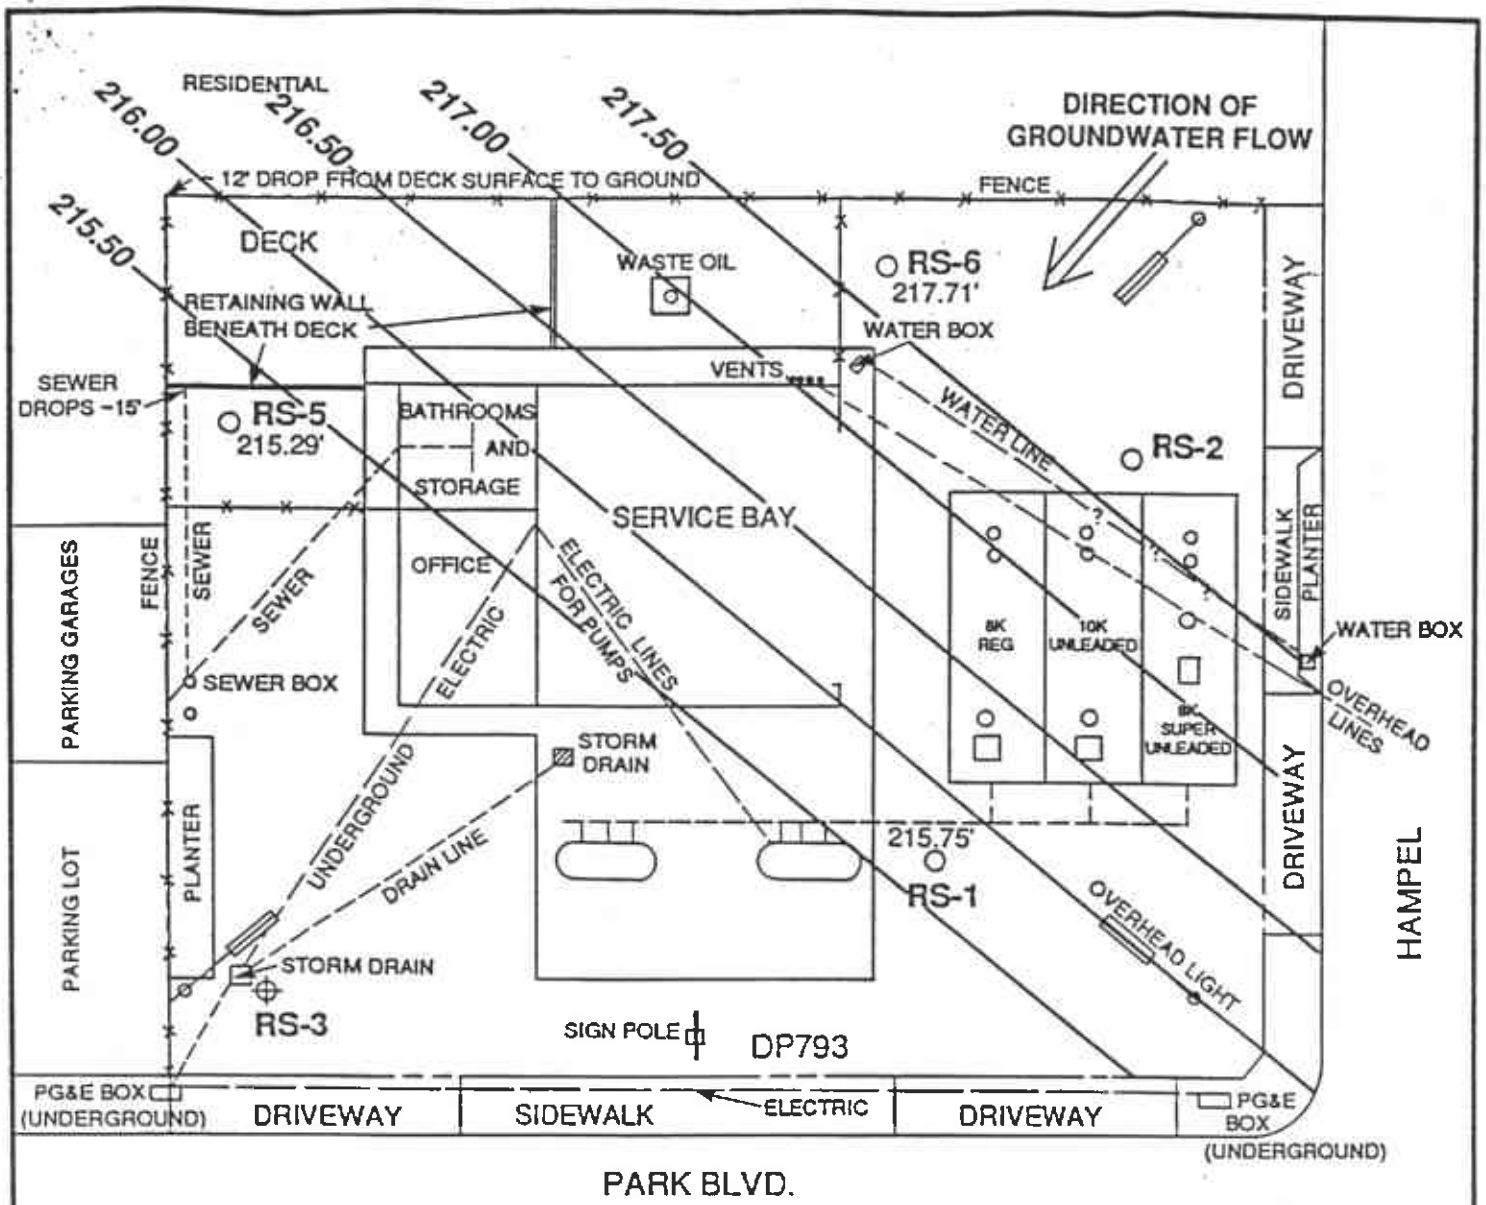 RESIDENTIAL
216.00
216.50
217.00
217.50
215.50
DIRECTION OF
GROUNDWATER FLOW
~ 12' DROP FROM DECK SURFACE TO GROUND
FENCE
DECK
WASTE OIL
RS-6
217.71'
DRIVEWAY
RETAINING WALL
BENEATH DECK
WATER BOX
VENTS
SEWER
DROPS ~15'
RS-5
215.29'
BATHROOMS
AND
STORAGE
WATER LINE
RS-2
SERVICE BAY
SIDEWALK
PLANTER
PARKING GARAGES
FENCE
SEWER
SEWER
OFFICE
ELECTRIC
ELECTRIC LINES
FOR PUMPS
?
?
?
8K
REG
10K
UNLEADED
8K
SUPER
UNLEADED
WATER BOX
OVERHEAD
LINES
SEWER BOX
STORM
DRAIN
UNDERGROUND
DRAIN LINE
PLANTER
PARKING LOT
215.75'
RS-1
OVERHEAD LIGHT
DRIVEWAY
HAMPEL
STORM DRAIN
RS-3
SIGN POLE
DP793
PG&E BOX
(UNDERGROUND)
DRIVEWAY
SIDEWALK
ELECTRIC
DRIVEWAY
PG&E
BOX
(UNDERGROUND)
PARK BLVD.